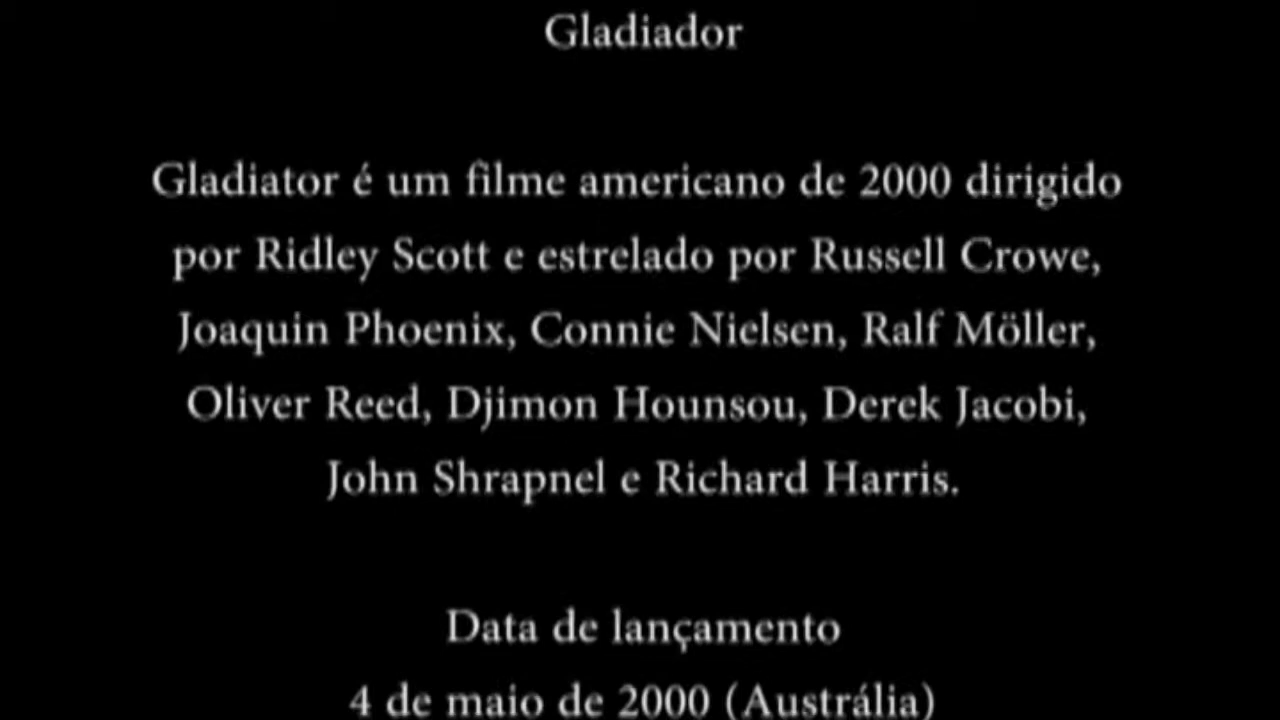 Gladiador
Gladiator é um filme americano de 2000 dirigido
por Ridley Scott e estrelado por Russell Crowe,
Joaquin Phoenix, Connie Nielsen, Ralf Möller,
Oliver Reed, Djimon Hounsou, Derek Jacobi,
John Shrapnel e Richard Harris.
Data de lançamento
4 de maio de 2000 (Austrália)